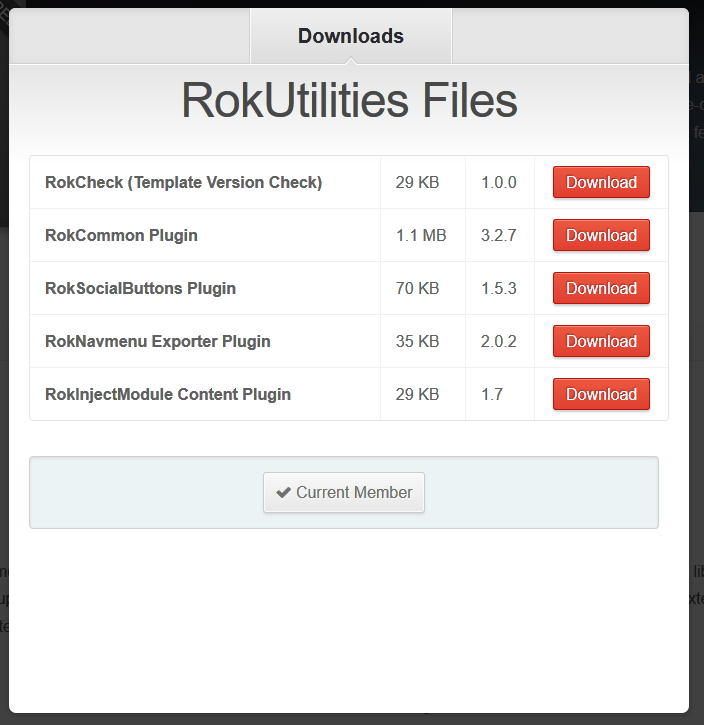 Downloads
RokUtilities Files
RokCheck (Template Version Check) 29 KB 1.0.0 Download
RokCommon Plugin 1.1 MB 3.2.7 Download
RokSocialButtons Plugin 70 KB 1.5.3 Download
RokNavmenu Exporter Plugin 35 KB 2.0.2 Download
RokInjectModule Content Plugin 29 KB 1.7 Download
Current Member